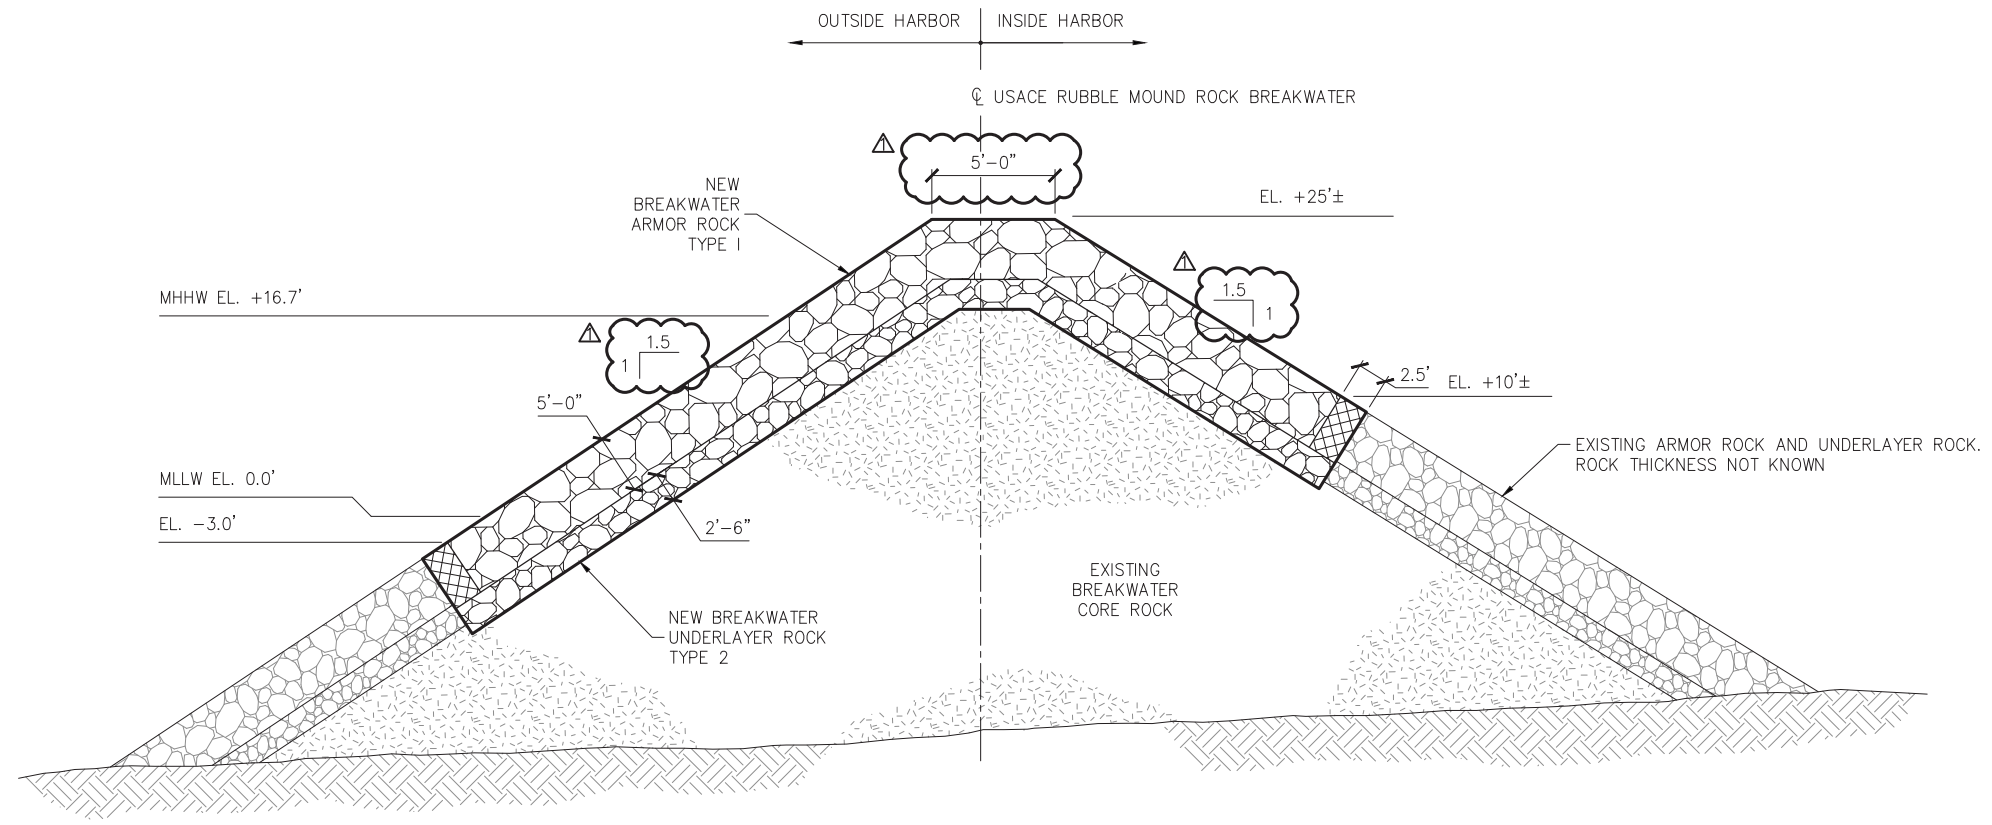 OUTSIDE HARBOR
INSIDE HARBOR
℄ USACE RUBBLE MOUND ROCK BREAKWATER
1
5'-0"
NEW
BREAKWATER
ARMOR ROCK
TYPE I
EL. +25'±
1
1.5
1
MHHW EL. +16.7'
1
1.5
1
2.5'
EL. +10'±
5'-0"
EXISTING ARMOR ROCK AND UNDERLAYER ROCK.
ROCK THICKNESS NOT KNOWN
MLLW EL. 0.0'
EL. -3.0'
2'-6"
EXISTING
BREAKWATER
CORE ROCK
NEW BREAKWATER
UNDERLAYER ROCK
TYPE 2